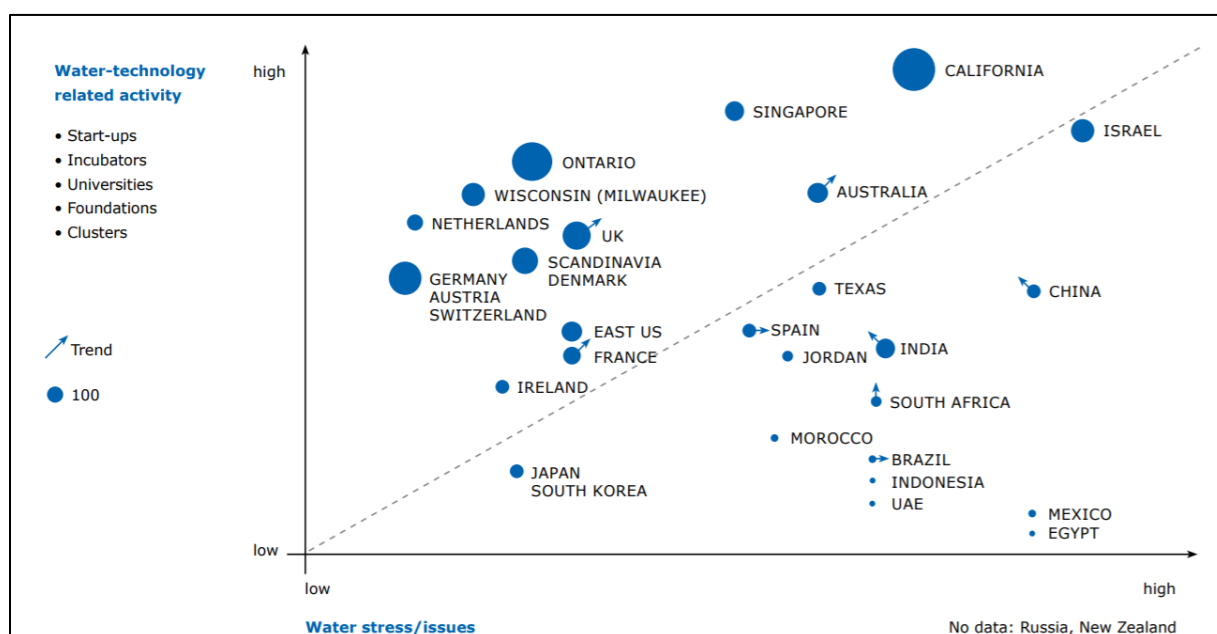 Water-technology
related activity
• Start-ups
• Incubators
• Universities
• Foundations
• Clusters
Trend
100
high
low
CALIFORNIA
SINGAPORE
ISRAEL
ONTARIO
WISCONSIN (MILWAUKEE)
AUSTRALIA
NETHERLANDS
UK
SCANDINAVIA
DENMARK
GERMANY
AUSTRIA
SWITZERLAND
TEXAS
CHINA
EAST US
SPAIN
FRANCE
JORDAN
INDIA
IRELAND
SOUTH AFRICA
MOROCCO
BRAZIL
JAPAN
SOUTH KOREA
INDONESIA
UAE
MEXICO
EGYPT
low
high
Water stress/issues
No data: Russia, New Zealand